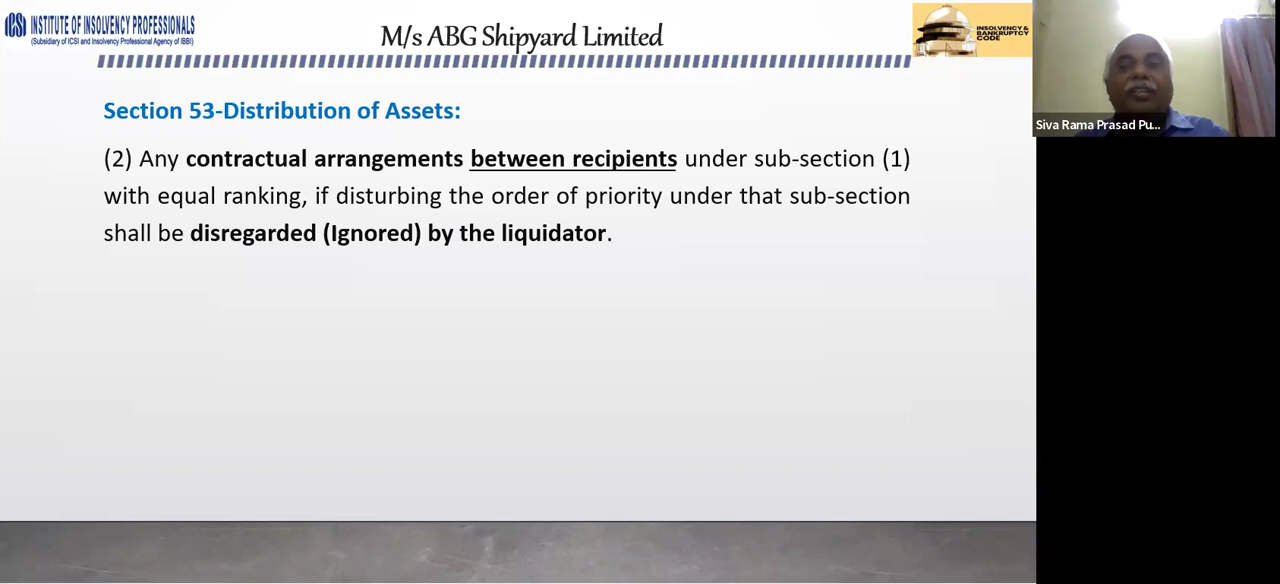 ICSI INSTITUTE OF INSOLVENCY PROFESSIONALS
(Subsidiary of ICSI and Insolvency Professional Agency of IBBI)
M/s ABG Shipyard Limited
INSOLVENCY &
BANKRUPTCY
CODE
Siva Rama Prasad Pu...
Section 53-Distribution of Assets:
(2) Any contractual arrangements between recipients under sub-section (1)
with equal ranking, if disturbing the order of priority under that sub-section
shall be disregarded (Ignored) by the liquidator.